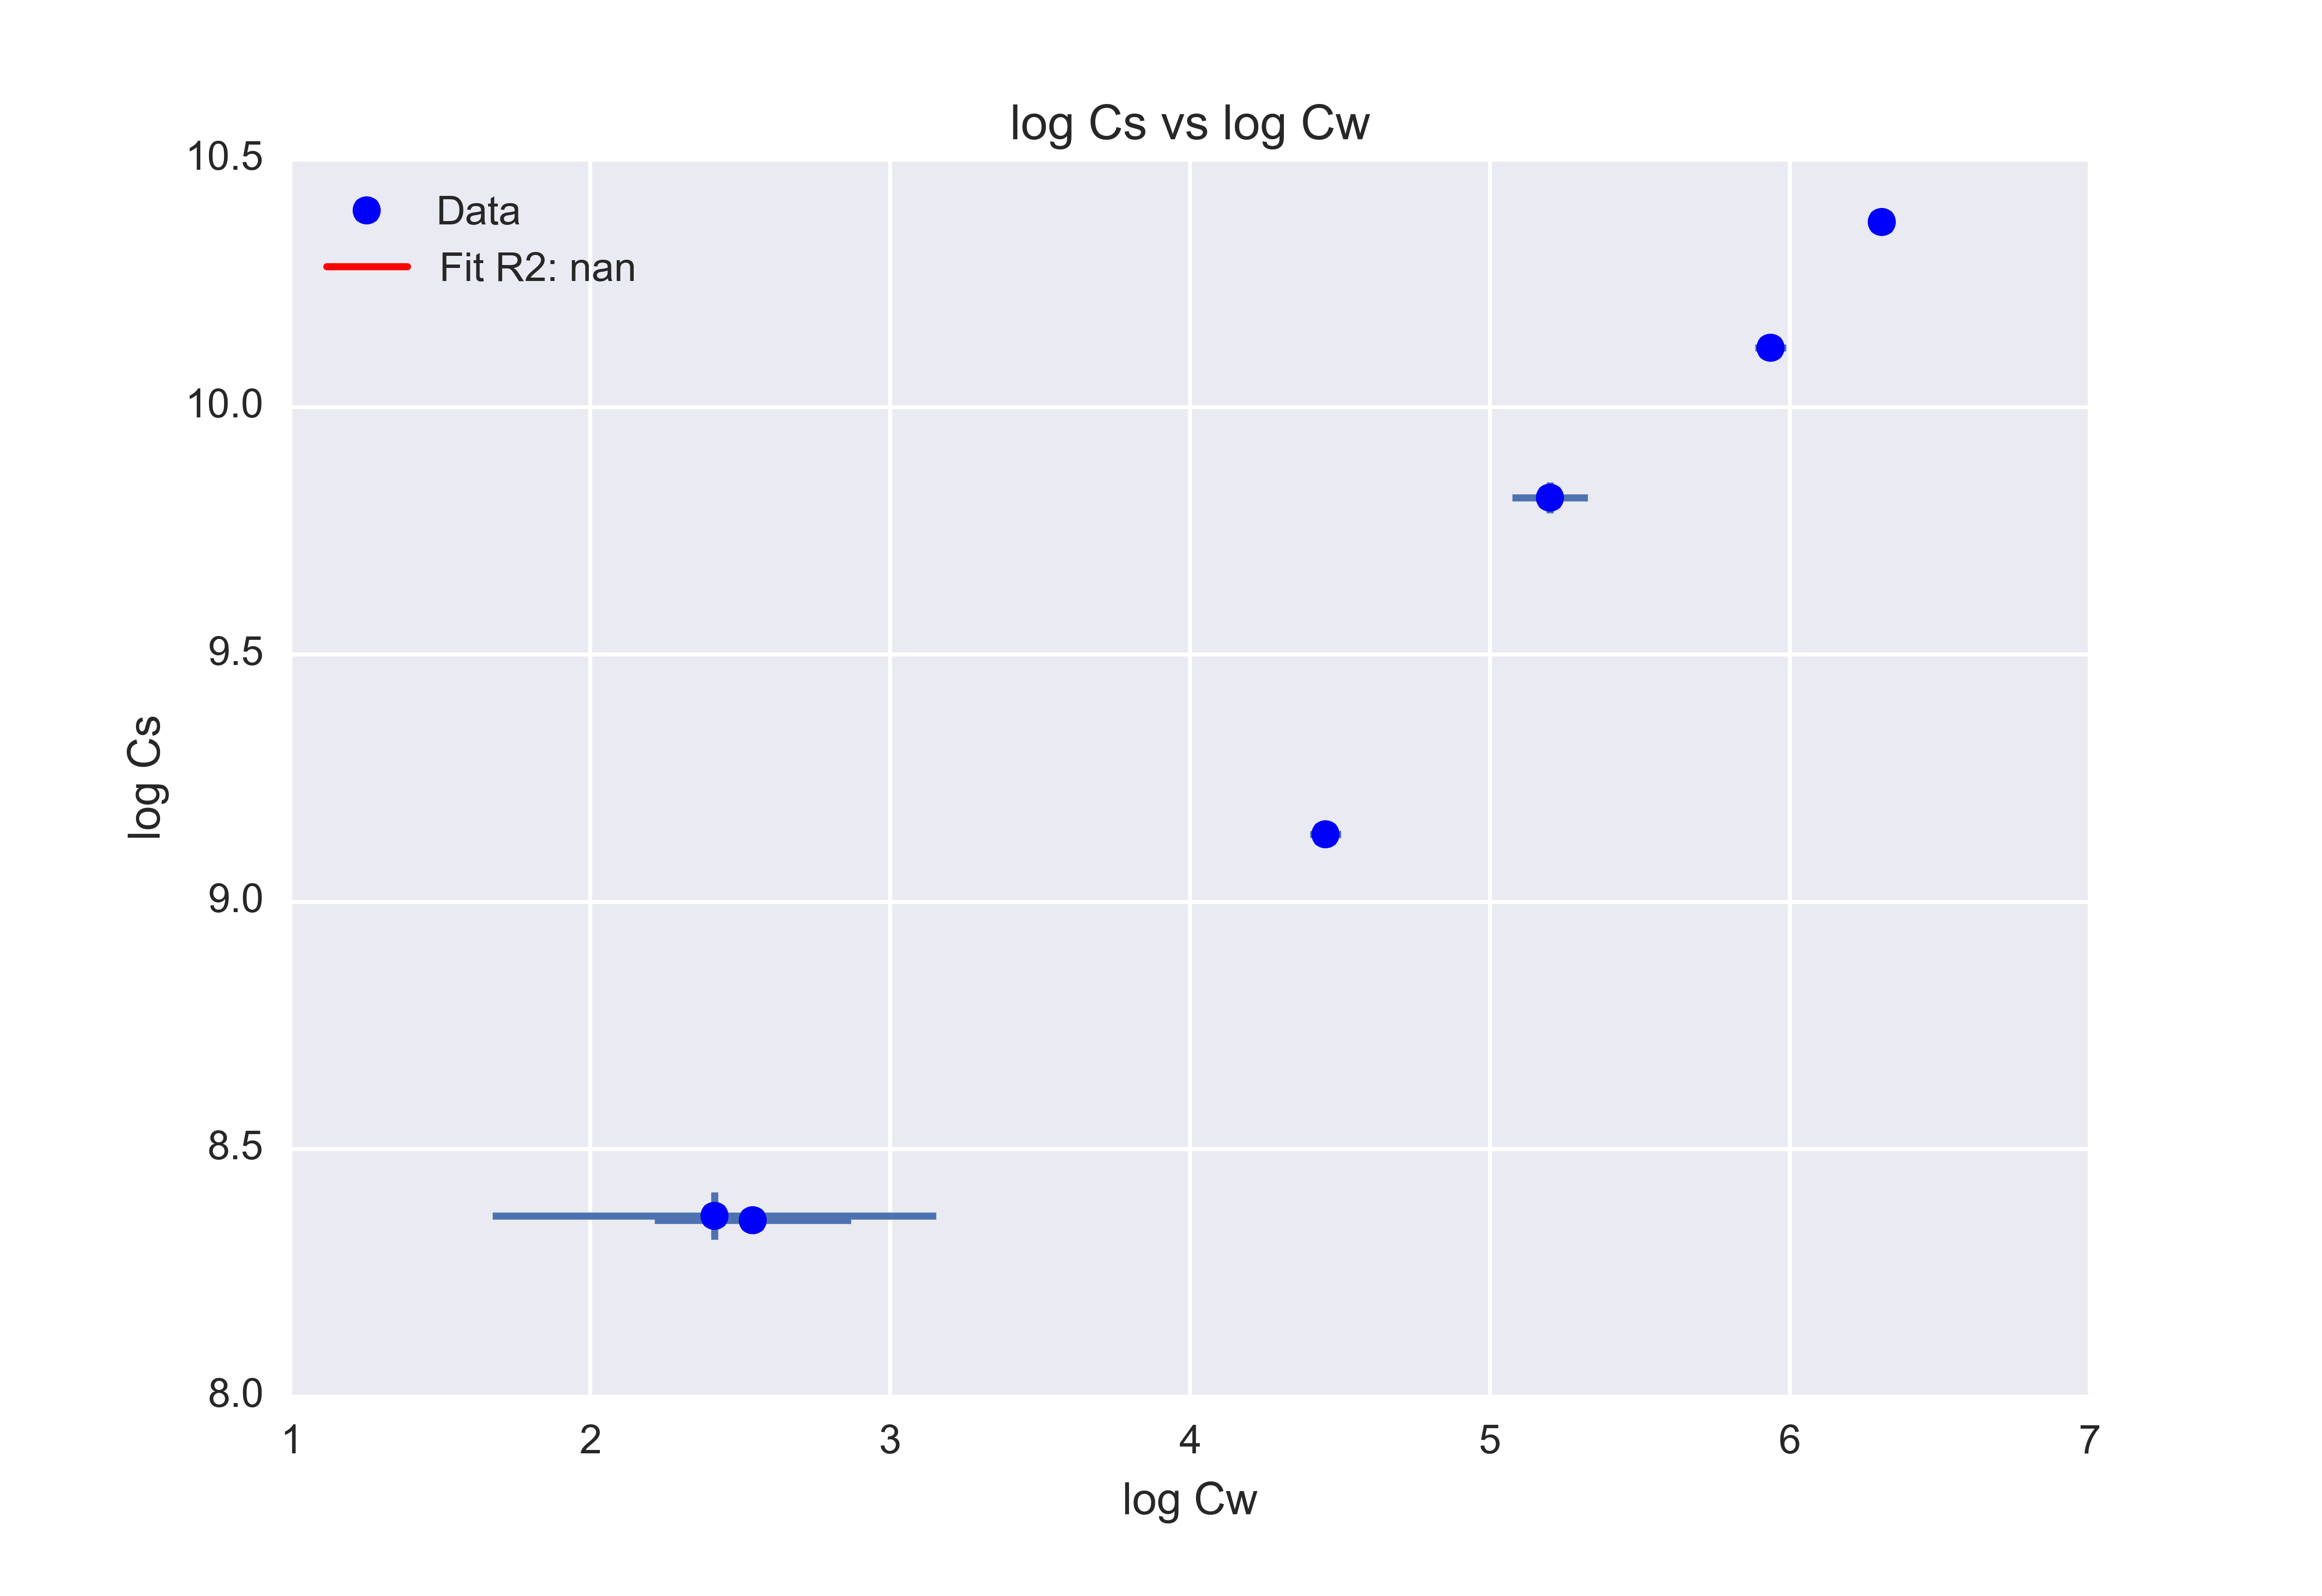 log Cs vs log Cw
10.5
10.0
9.5
9.0
8.5
8.0
log Cs
Data
Fit R2: nan
1 2 3 4 5 6 7
log Cw